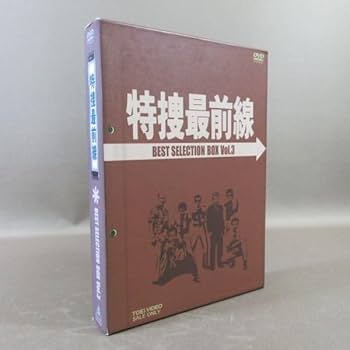 DVD
特捜最前線
BEST SELECTION BOX Vol.3
TOEI VIDEO
SALE ONLY
特捜最前線
BEST SELECTION BOX Vol.3